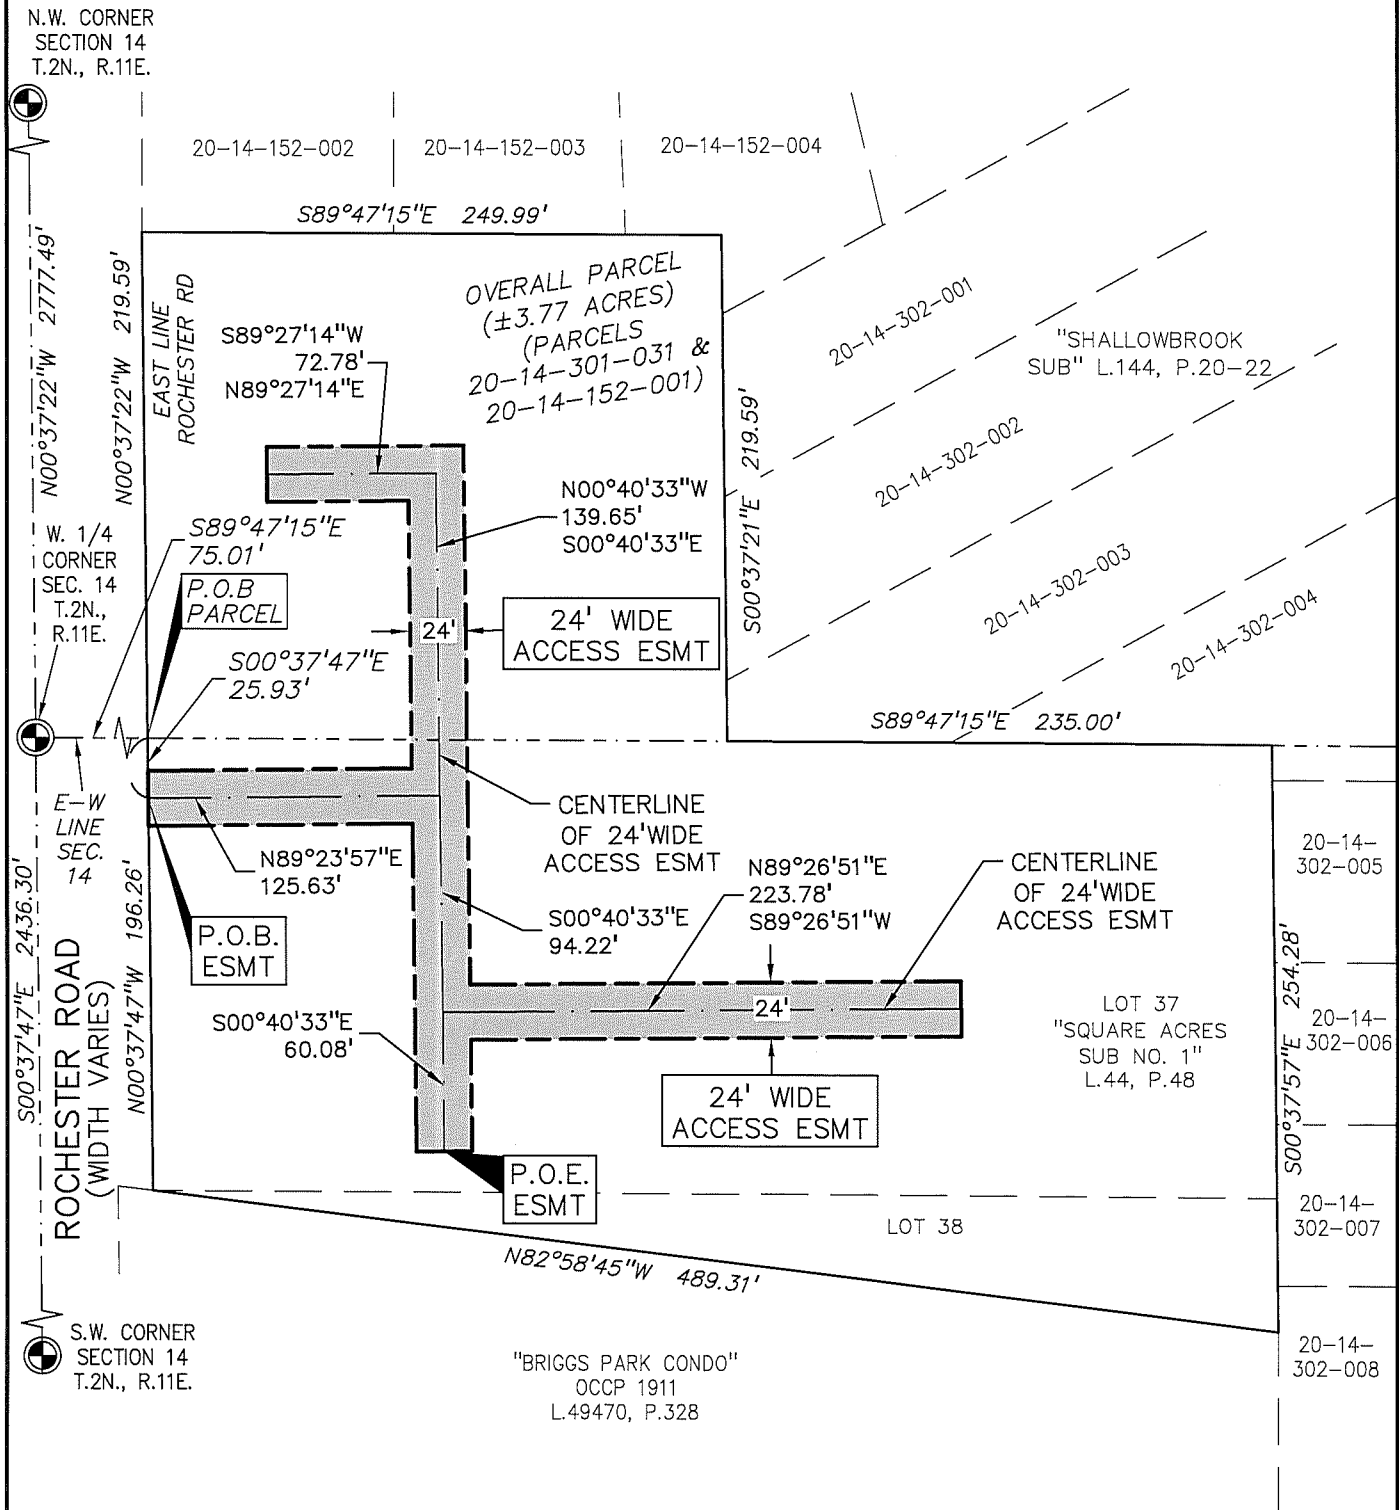 N.W. CORNER
SECTION 14
T.2N., R.11E.
20-14-152-002
20-14-152-003
20-14-152-004
S89°47'15"E 249.99'
N00°37'22"W 2777.49'
N00°37'22"W 219.59'
EAST LINE
ROCHESTER RD
OVERALL PARCEL
(±3.77 ACRES)
(PARCELS
20-14-301-031 &
20-14-152-001)
S89°27'14"W
72.78'
N89°27'14"E
20-14-302-001
"SHALLOWBROOK
SUB" L.144, P.20-22
20-14-302-002
20-14-302-003
20-14-302-004
S00°37'21"E 219.59'
N00°40'33"W
139.65'
S00°40'33"E
W. 1/4
CORNER
SEC. 14
T.2N.,
R.11E.
S89°47'15"E
75.01'
P.O.B
PARCEL
24'
24' WIDE
ACCESS ESMT
S00°37'47"E
25.93'
S89°47'15"E 235.00'
E-W
LINE
SEC.
14
N89°23'57"E
125.63'
CENTERLINE
OF 24'WIDE
ACCESS ESMT
N89°26'51"E
223.78'
S89°26'51"W
CENTERLINE
OF 24'WIDE
ACCESS ESMT
20-14-
302-005
S00°37'47"E 2436.30'
ROCHESTER ROAD
(WIDTH VARIES)
N00°37'47"W 196.26'
P.O.B.
ESMT
S00°40'33"E
94.22'
24'
S00°40'33"E
60.08'
24' WIDE
ACCESS ESMT
LOT 37
"SQUARE ACRES
SUB NO. 1"
L.44, P.48
S00°37'57"E 254.28'
20-14-
302-006
P.O.E.
ESMT
LOT 38
20-14-
302-007
N82°58'45"W 489.31'
S.W. CORNER
SECTION 14
T.2N., R.11E.
"BRIGGS PARK CONDO"
OCCP 1911
L.49470, P.328
20-14-
302-008